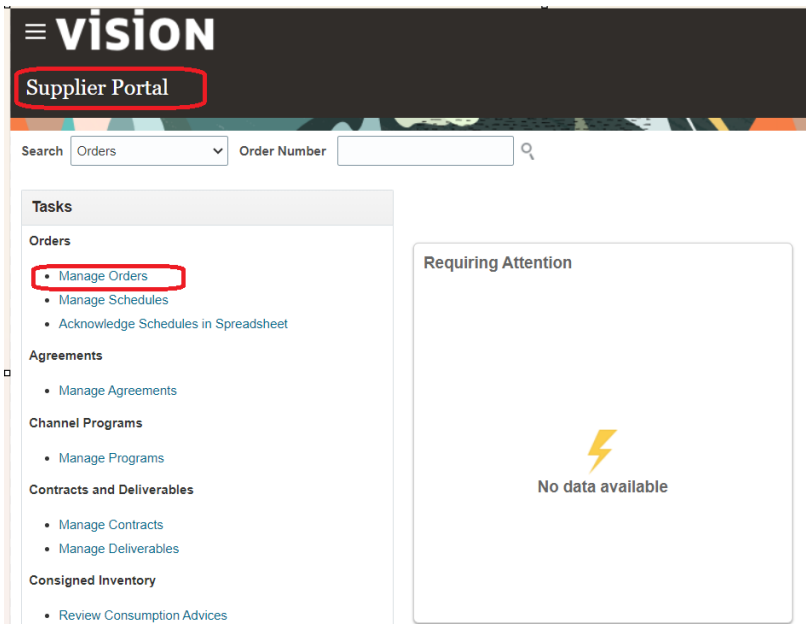 VISION
Supplier Portal
Search Orders Order Number
Tasks
Orders
Manage Orders
Manage Schedules
Acknowledge Schedules in Spreadsheet
Agreements
Manage Agreements
Channel Programs
Manage Programs
Contracts and Deliverables
Manage Contracts
Manage Deliverables
Consigned Inventory
Review Consumption Advices
Requiring Attention
No data available